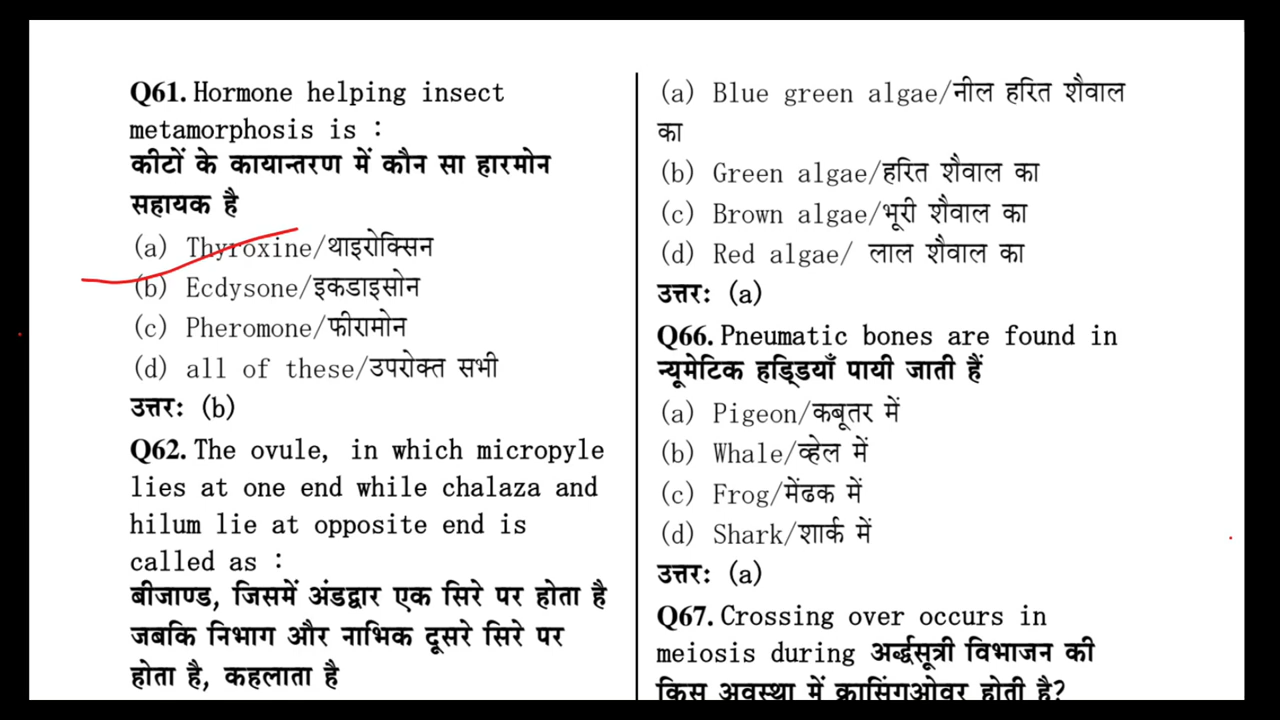 Q61. Hormone helping insect
metamorphosis is :
कीटों के कायान्तरण में कौन सा हारमोन
सहायक है
(a) Thyroxine/थाइरोक्सिन
(b) Ecdysone/इकडाइसोन
(c) Pheromone/फीरामोन
(d) all of these/उपरोक्त सभी
उत्तरः (b)
Q62. The ovule, in which micropyle
lies at one end while chalaza and
hilum lie at opposite end is
called as :
बीजाण्ड, जिसमें अंडद्वार एक सिरे पर होता है
जबकि निभाग और नाभिक दूसरे सिरे पर
होता है, कहलाता है
(a) Blue green algae/नील हरित शैवाल
का
(b) Green algae/हरित शैवाल का
(c) Brown algae/भूरी शैवाल का
(d) Red algae/ लाल शैवाल का
उत्तरः (a)
Q66. Pneumatic bones are found in
न्यूमेटिक हड्डियाँ पायी जाती हैं
(a) Pigeon/कबूतर में
(b) Whale/व्हेल में
(c) Frog/मेंढक में
(d) Shark/शार्क में
उत्तरः (a)
Q67. Crossing over occurs in
meiosis during अर्द्धसूत्री विभाजन की
किस अवस्था में क्रासिंगओवर होती है?